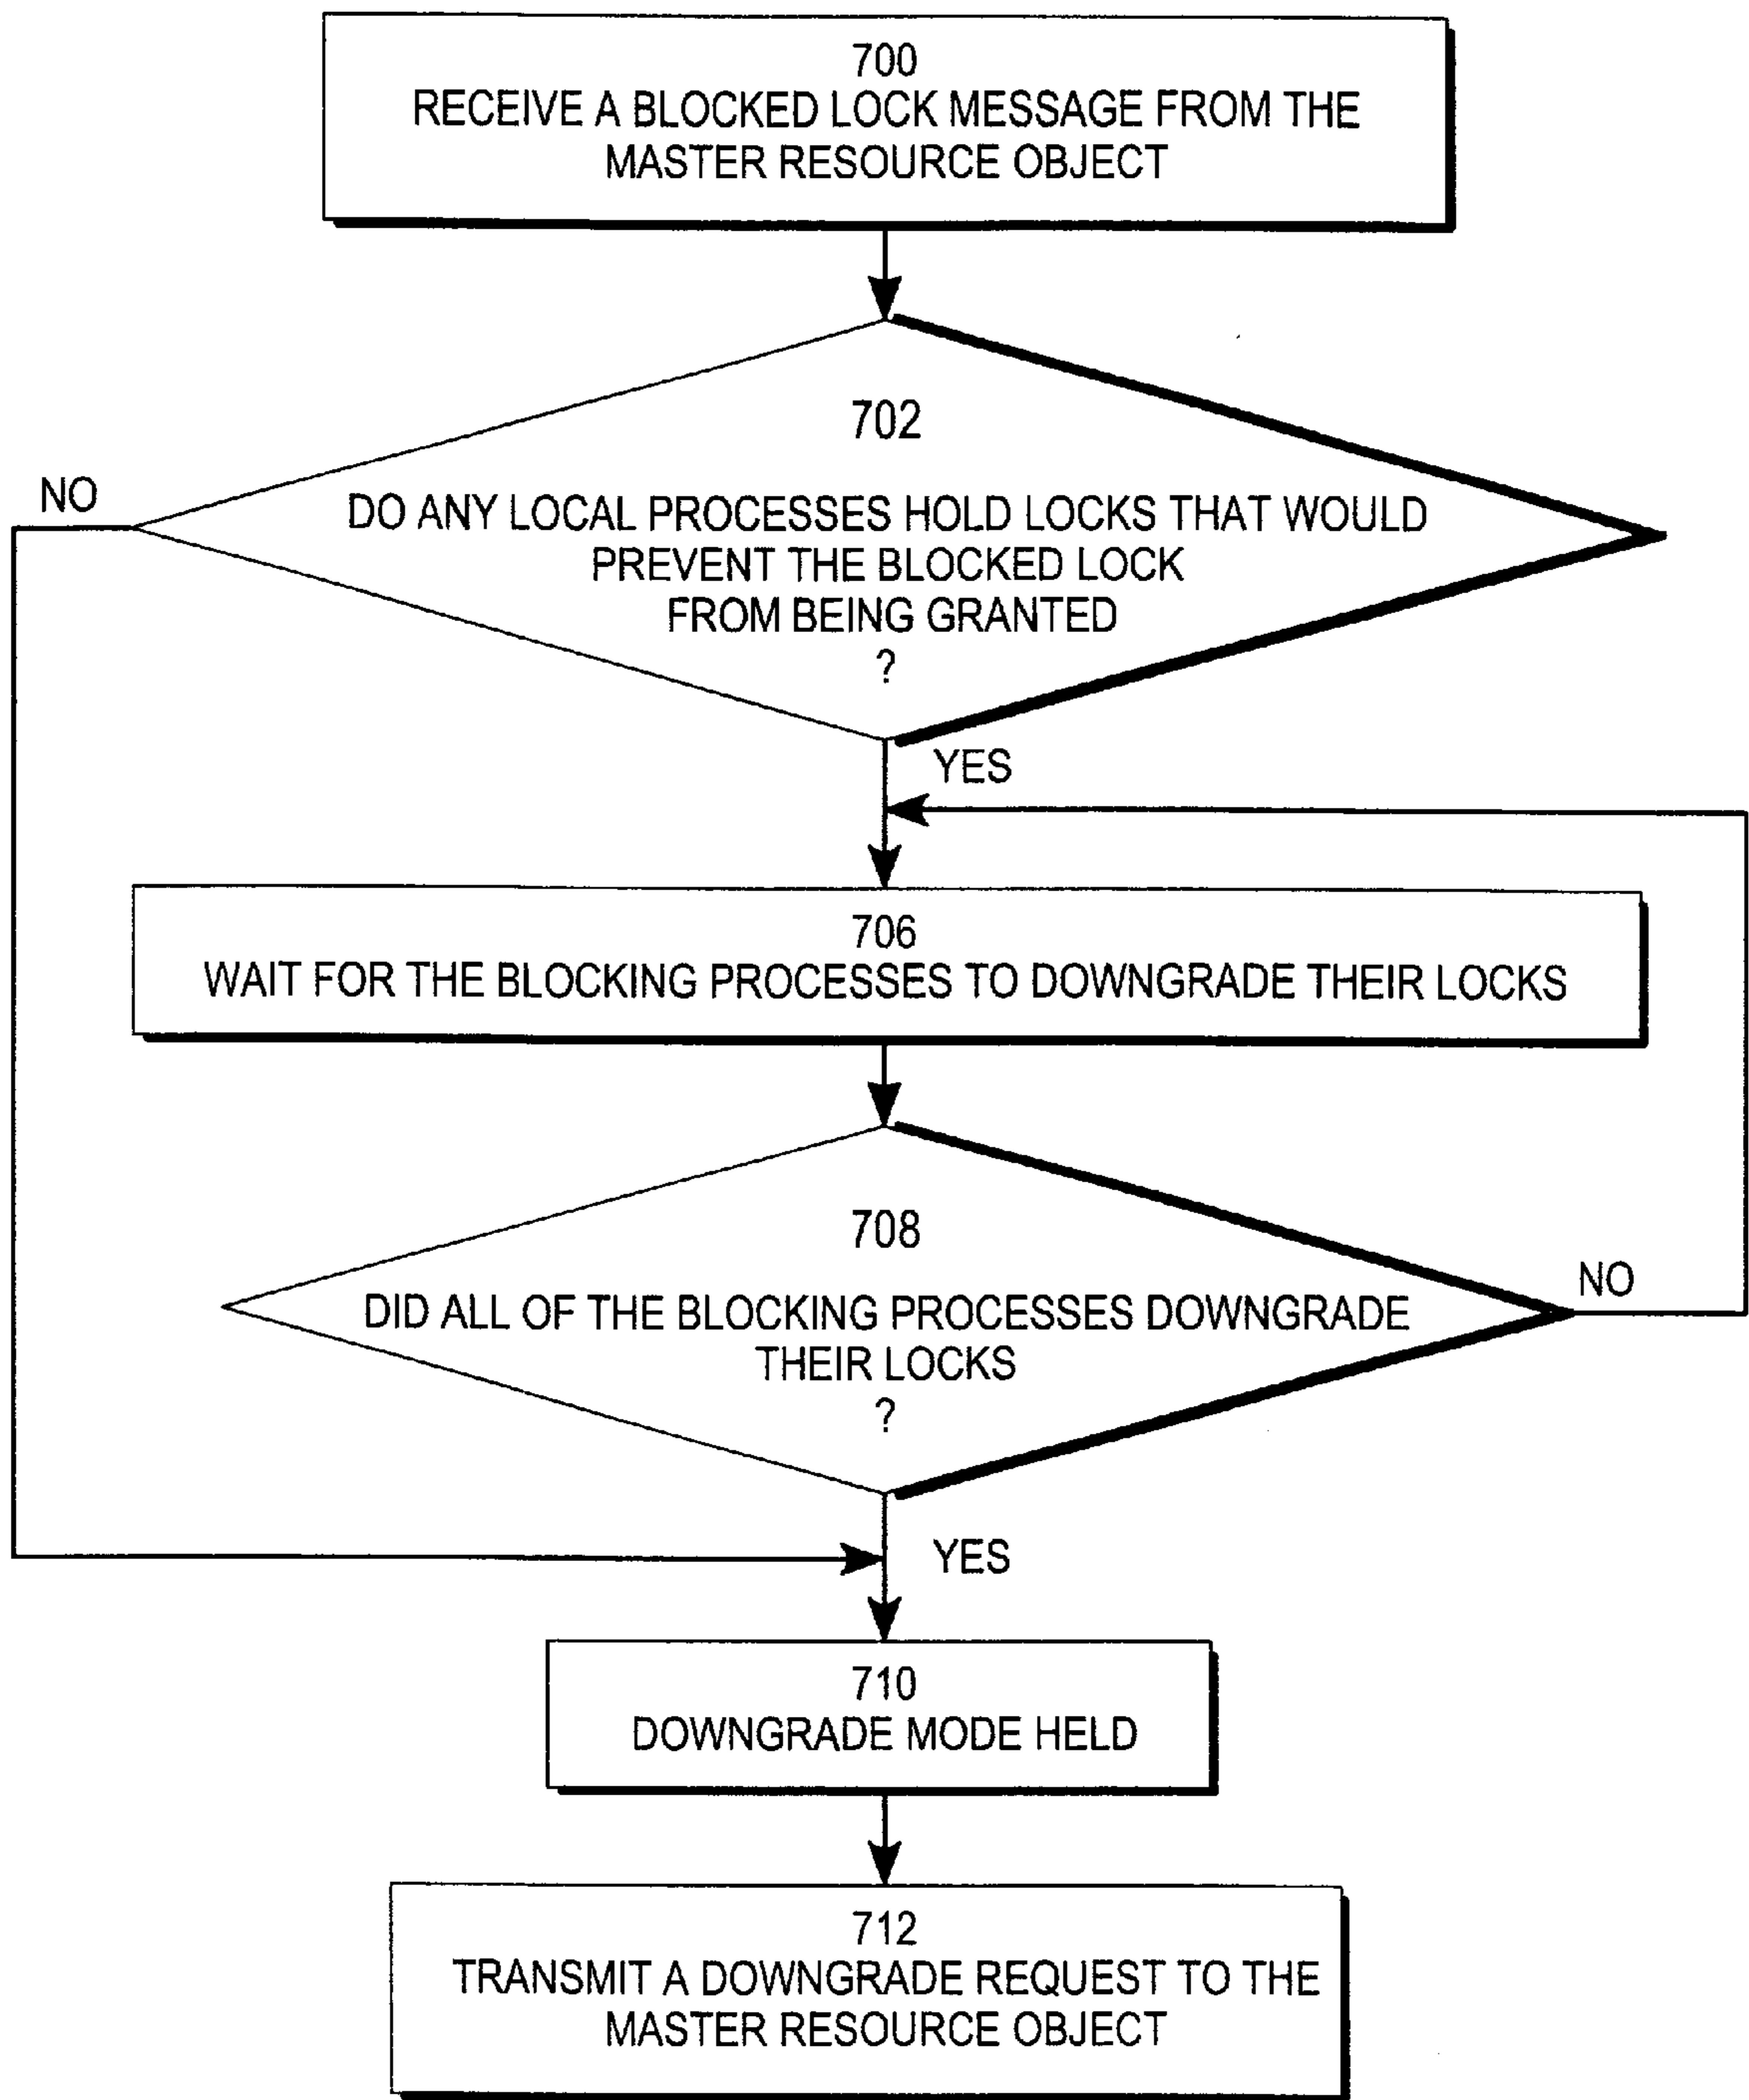 700
RECEIVE A BLOCKED LOCK MESSAGE FROM THE
MASTER RESOURCE OBJECT
702
NO
DO ANY LOCAL PROCESSES HOLD LOCKS THAT WOULD
PREVENT THE BLOCKED LOCK
FROM BEING GRANTED
?
YES
706
WAIT FOR THE BLOCKING PROCESSES TO DOWNGRADE THEIR LOCKS
708
NO
DID ALL OF THE BLOCKING PROCESSES DOWNGRADE
THEIR LOCKS
?
YES
710
DOWNGRADE MODE HELD
712
TRANSMIT A DOWNGRADE REQUEST TO THE
MASTER RESOURCE OBJECT